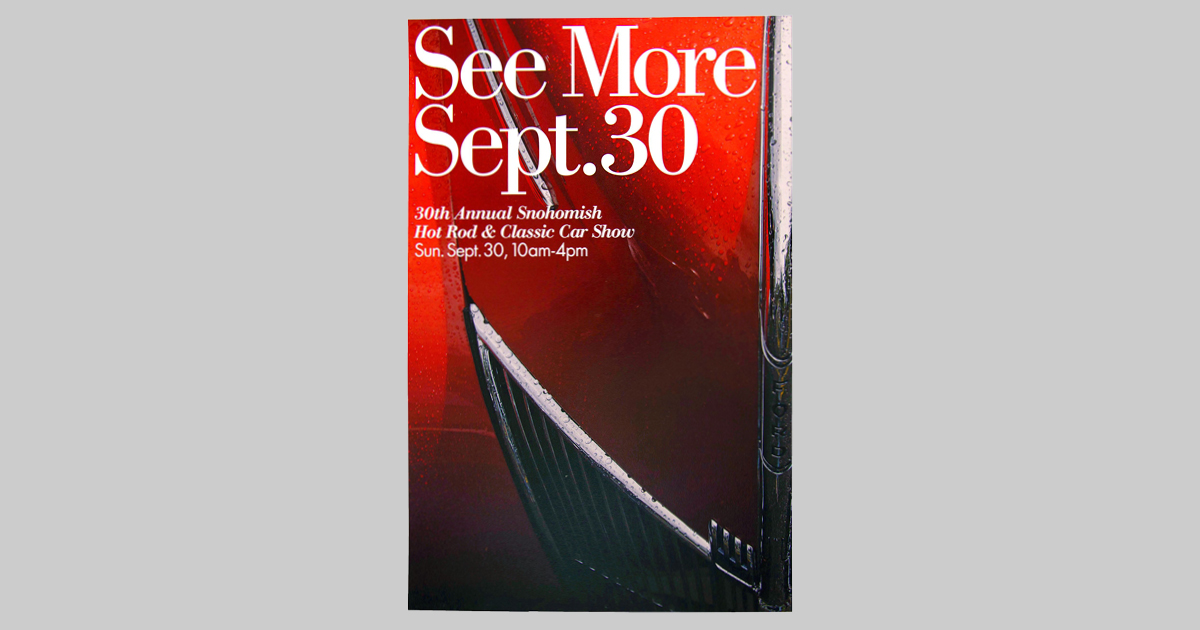 See More
Sept.30
30th Annual Snohomish
Hot Rod & Classic Car Show
Sun. Sept. 30, 10am-4pm